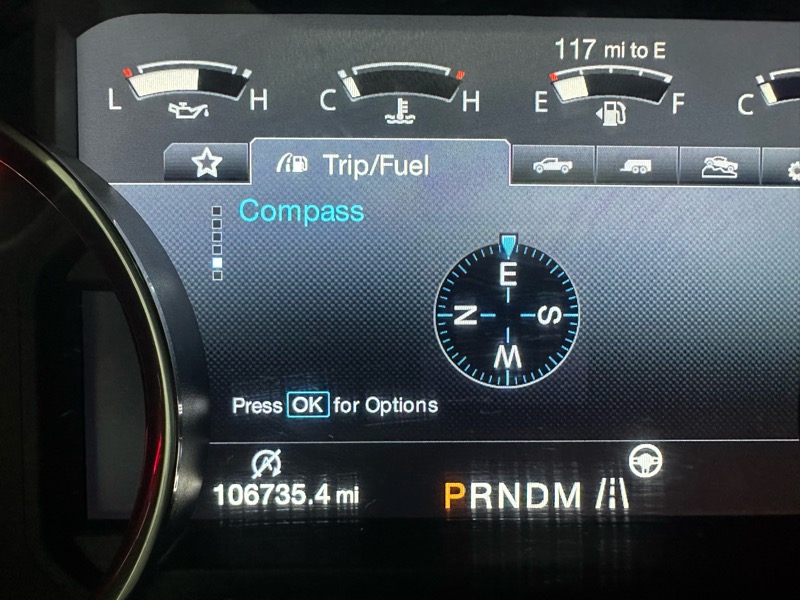 117 mi to E
L H C H E F C
Trip/Fuel
Compass
E
N S
W
Press OK for Options
106735.4 mi
PRNDM